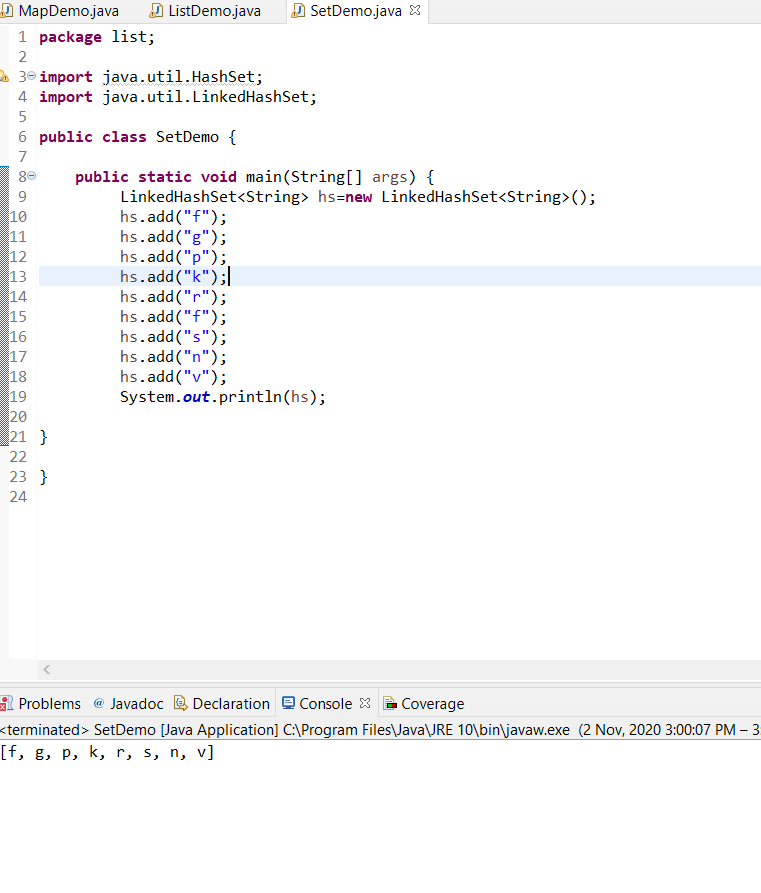 MapDemo.java ListDemo.java SetDemo.java
1 package list;
2
3 import java.util.HashSet;
4 import java.util.LinkedHashSet;
5
6 public class SetDemo {
7
8 public static void main(String[] args) {
9 LinkedHashSet<String> hs=new LinkedHashSet<String>();
10 hs.add("f");
11 hs.add("g");
12 hs.add("p");
13 hs.add("k");
14 hs.add("r");
15 hs.add("f");
16 hs.add("s");
17 hs.add("n");
18 hs.add("v");
19 System.out.println(hs);
20
21 }
22
23 }
24
Problems @ Javadoc Declaration Console Coverage
<terminated> SetDemo [Java Application] C:\Program Files\Java\JRE 10\bin\javaw.exe (2 Nov, 2020 3:00:07 PM – 3:
[f, g, p, k, r, s, n, v]